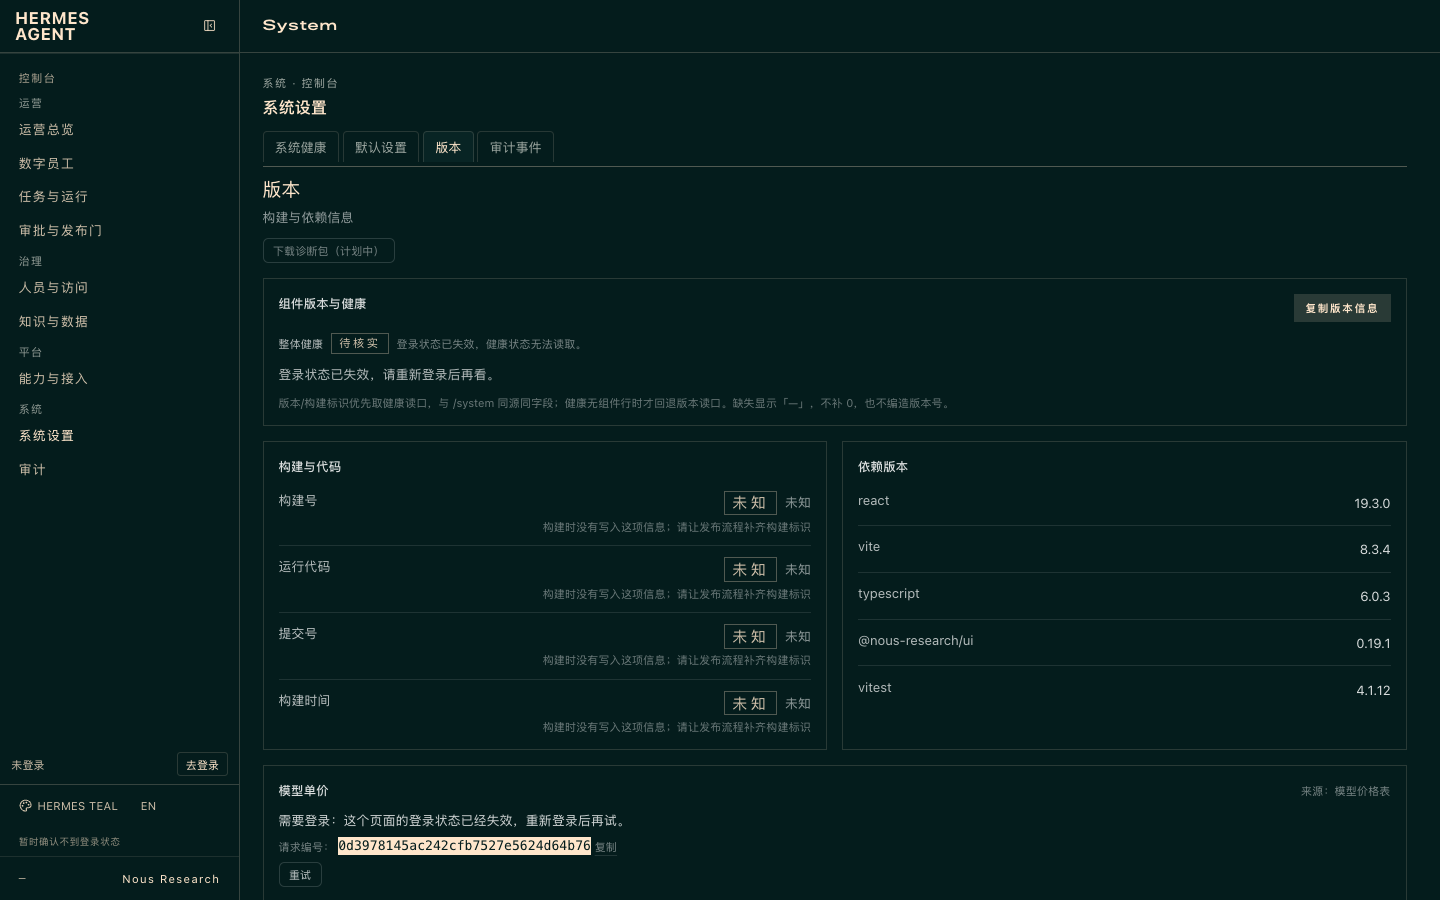 HERMES
AGENT
System
控制台
运营
运营总览
数字员工
任务与运行
审批与发布门
治理
人员与访问
知识与数据
平台
能力与接入
系统
系统设置
审计
未登录
去登录
HERMES TEAL
EN
暂时确认不到登录状态
—
Nous Research
系统 · 控制台
系统设置
系统健康
默认设置
版本
审计事件
版本
构建与依赖信息
下载诊断包（计划中）
组件版本与健康
复制版本信息
整体健康 待核实 登录状态已失效，健康状态无法读取。
登录状态已失效，请重新登录后再看。
版本/构建标识优先取健康读口，与 /system 同源同字段；健康无组件行时才回退版本读口。缺失显示「—」，不补 0，也不编造版本号。
构建与代码
构建号 未知 未知
构建时没有写入这项信息；请让发布流程补齐构建标识
运行代码 未知 未知
构建时没有写入这项信息；请让发布流程补齐构建标识
提交号 未知 未知
构建时没有写入这项信息；请让发布流程补齐构建标识
构建时间 未知 未知
构建时没有写入这项信息；请让发布流程补齐构建标识
依赖版本
react 19.3.0
vite 8.3.4
typescript 6.0.3
@nous-research/ui 0.19.1
vitest 4.1.12
模型单价
来源：模型价格表
需要登录：这个页面的登录状态已经失效，重新登录后再试。
请求编号： 0d3978145ac242cfb7527e5624d64b76 复制
重试